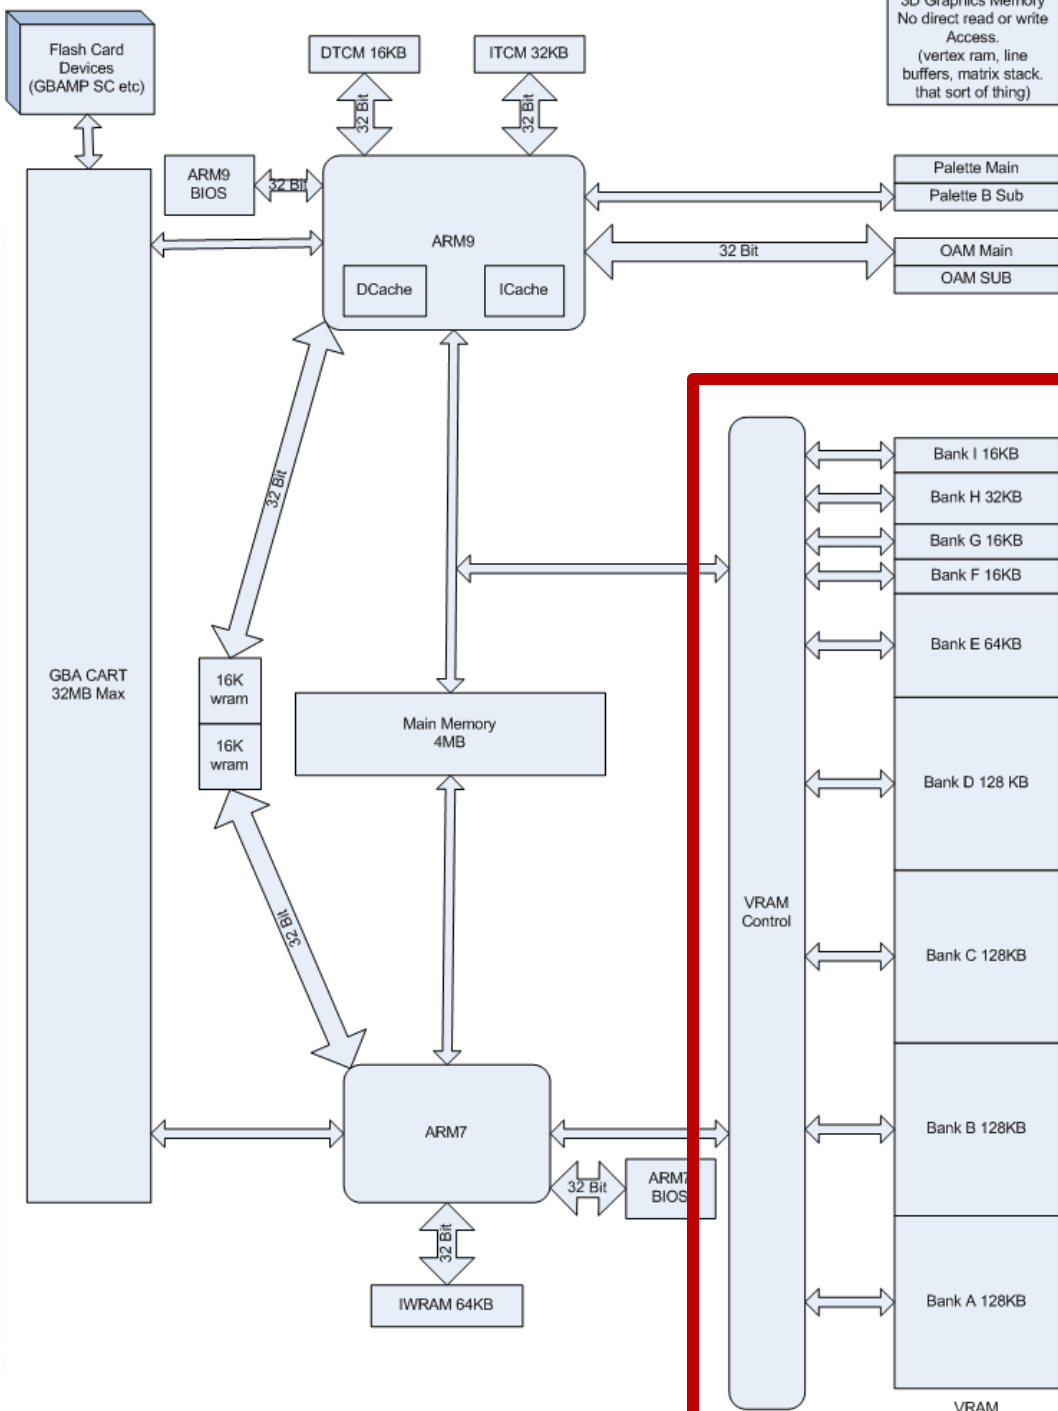 3D Graphics Memory
No direct read or write
Access.
(vertex ram, line
buffers, matrix stack.
that sort of thing)
Flash Card
Devices
(GBAMP SC etc)
DTCM 16KB
ITCM 32KB
32 Bit
32 Bit
ARM9
BIOS
32 Bit
ARM9
DCache
ICache
Palette Main
Palette B Sub
32 Bit
OAM Main
OAM SUB
32 Bit
GBA CART
32MB Max
16K
wram
16K
wram
Main Memory
4MB
32 Bit
ARM7
32 Bit
ARM7
BIOS
32 Bit
IWRAM 64KB
VRAM
Control
Bank I 16KB
Bank H 32KB
Bank G 16KB
Bank F 16KB
Bank E 64KB
Bank D 128 KB
Bank C 128KB
Bank B 128KB
Bank A 128KB
VRAM